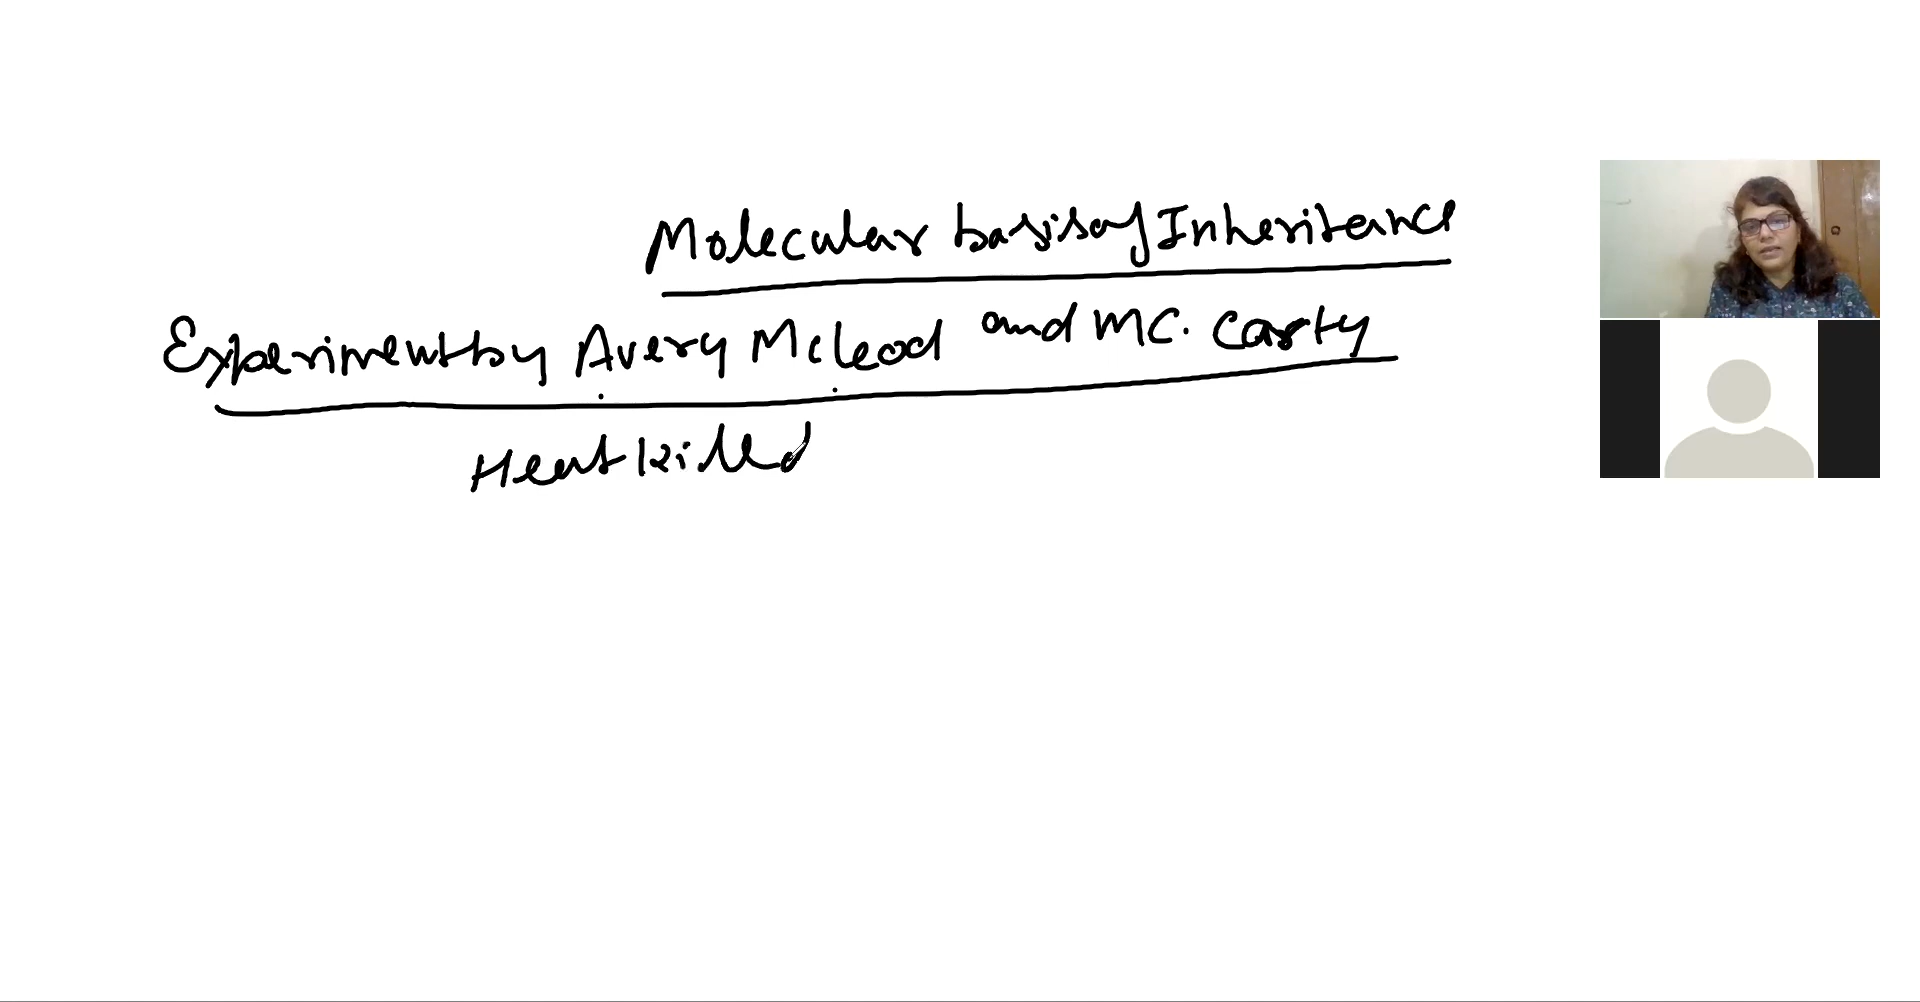 Molecular basis of Inheritance
Experiment by Avery McLeod and MC. Carty
Heat killed